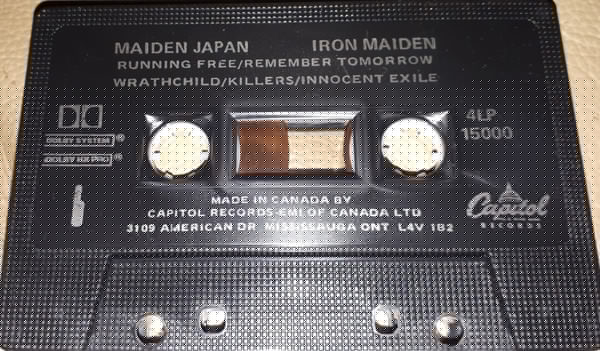 MAIDEN JAPAN IRON MAIDEN
RUNNING FREE/REMEMBER TOMORROW
WRATHCHILD/KILLERS/INNOCENT EXILE
DOLBY SYSTEM®
DOLBY HX PRO®
4LP
15000
1
MADE IN CANADA BY
CAPITOL RECORDS-EMI OF CANADA LTD
3109 AMERICAN DR MISSISSAUGA ONT L4V 1B2
Capitol
RECORDS